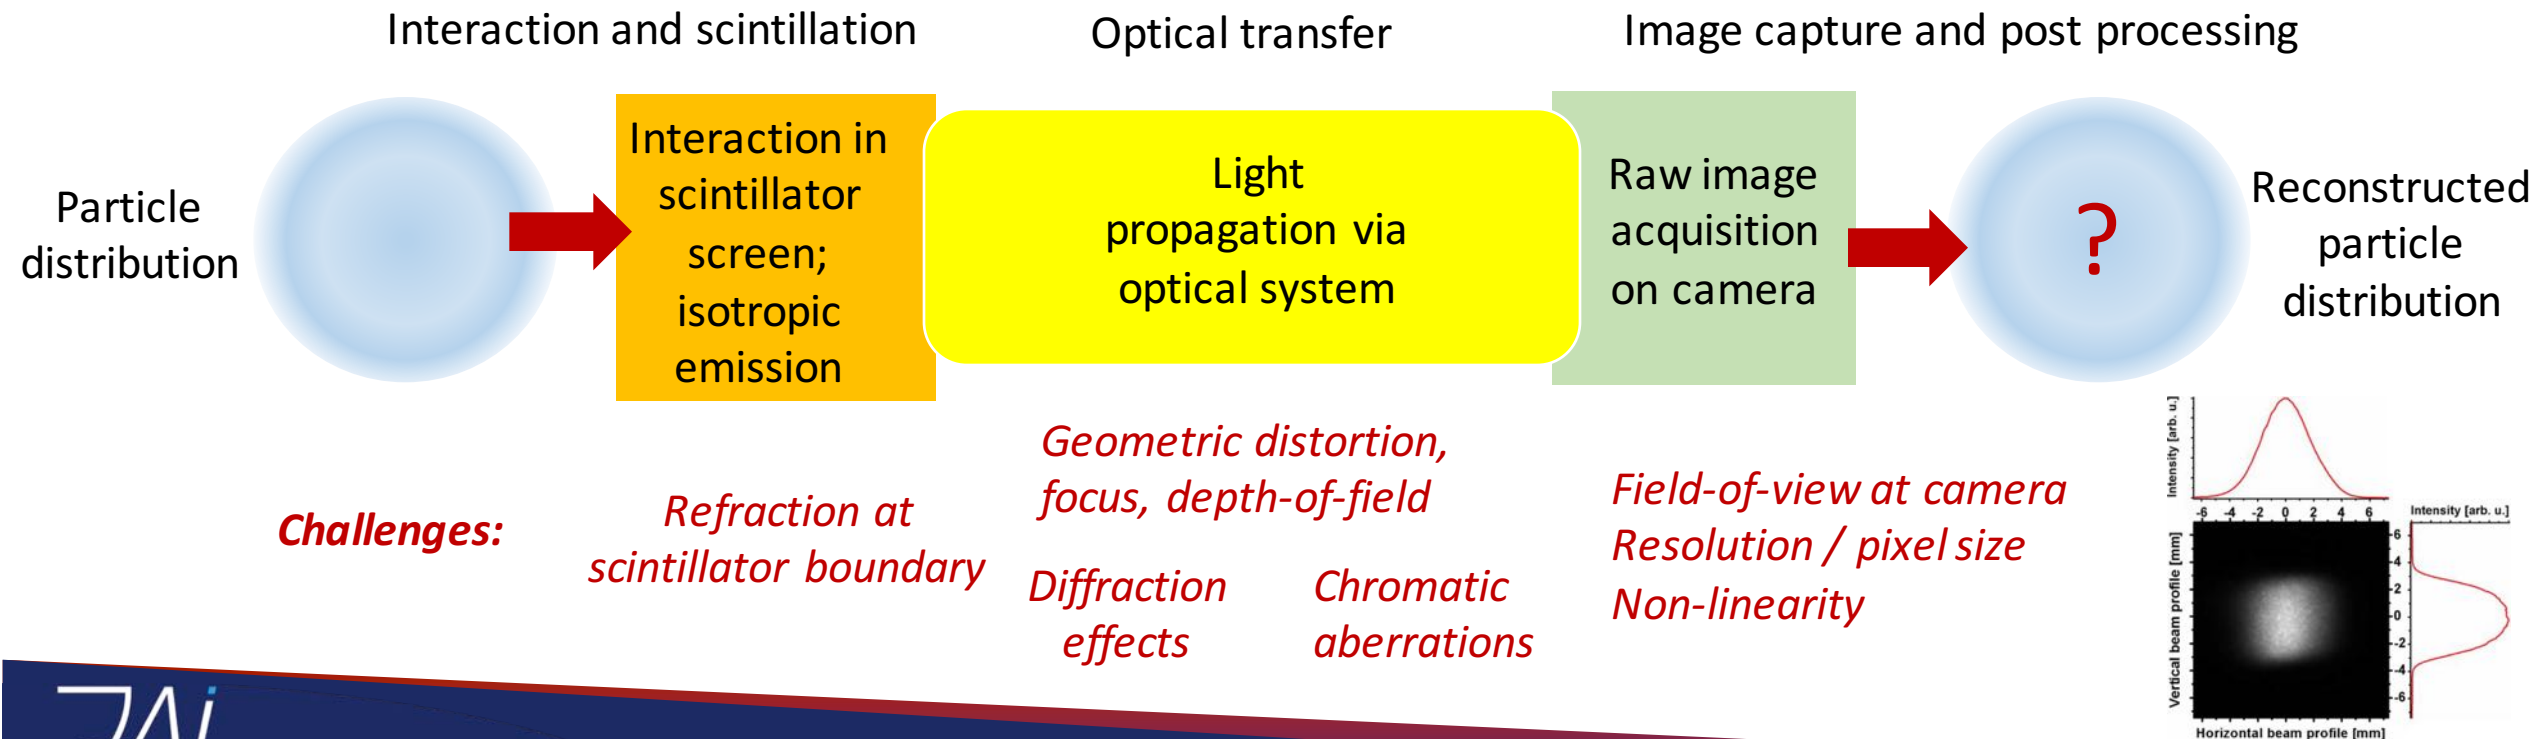 Interaction and scintillation
Optical transfer
Image capture and post processing
Particle
distribution
Interaction in
scintillator
screen;
isotropic
emission
Light
propagation via
optical system
Raw image
acquisition
on camera
?
Reconstructed
particle
distribution
Challenges:
Refraction at
scintillator boundary
Geometric distortion,
focus, depth-of-field
Diffraction
effects
Chromatic
aberrations
Field-of-view at camera
Resolution / pixel size
Non-linearity
Intensity [arb. u.]
-6 -4 -2 0 2 4 6
Intensity [arb. u.]
Vertical beam profile [mm]
6
4
2
0
-2
-4
-6
Horizontal beam profile [mm]
JAi